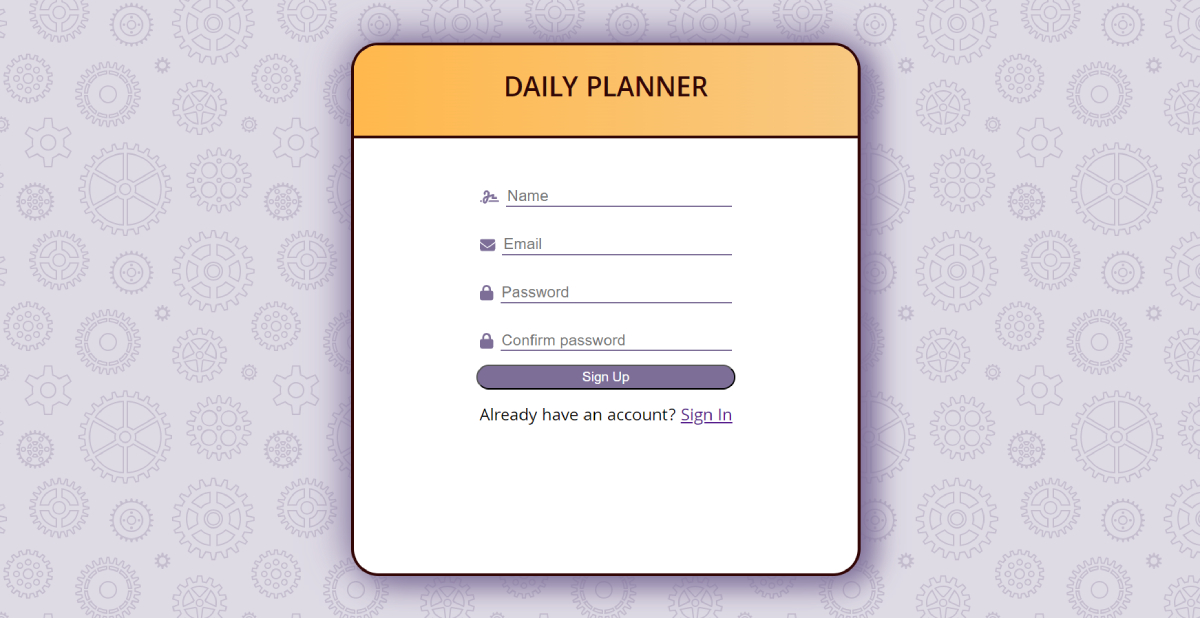 DAILY PLANNER
Name
Email
Password
Confirm password
Sign Up
Already have an account? Sign In